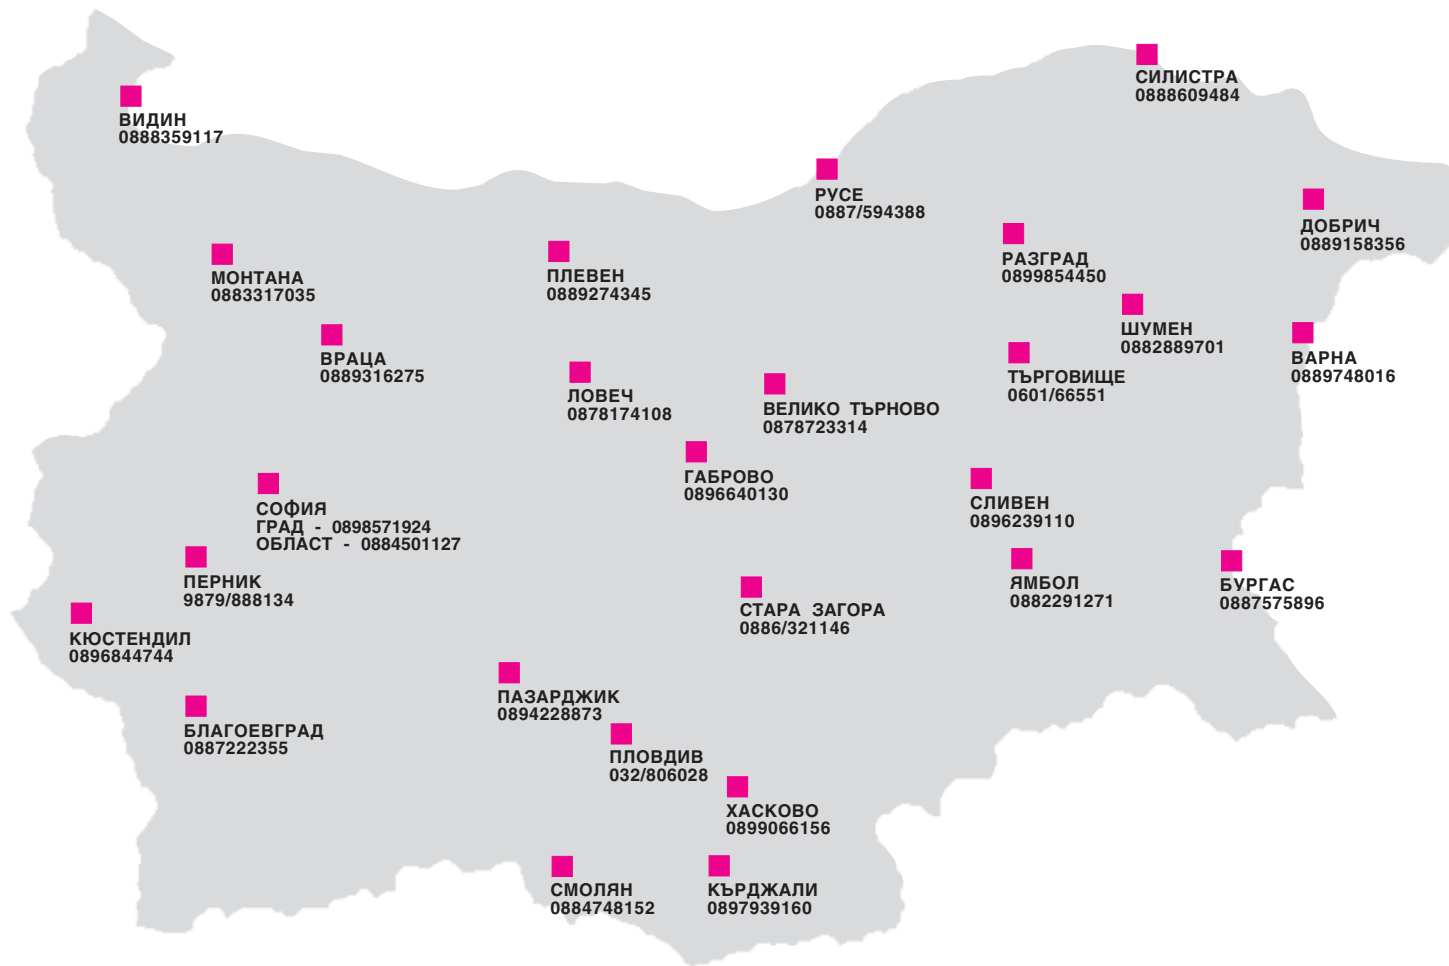 СИЛИСТРА
0888609484
ВИДИН
0888359117
РУСЕ
0887/594388
ДОБРИЧ
0889158356
РАЗГРАД
0899854450
МОНТАНА
0883317035
ПЛЕВЕН
0889274345
ШУМЕН
0882889701
ВРАЦА
0889316275
ВАРНА
0889748016
ТЪРГОВИЩЕ
0601/66551
ЛОВЕЧ
0878174108
ВЕЛИКО ТЪРНОВО
0878723314
ГАБРОВО
0896640130
СЛИВЕН
0896239110
СОФИЯ
ГРАД - 0898571924
ОБЛАСТ - 0884501127
ПЕРНИК
9879/888134
ЯМБОЛ
0882291271
БУРГАС
0887575896
СТАРА ЗАГОРА
0886/321146
КЮСТЕНДИЛ
0896844744
ПАЗАРДЖИК
0894228873
БЛАГОЕВГРАД
0887222355
ПЛОВДИВ
032/806028
ХАСКОВО
0899066156
СМОЛЯН
0884748152
КЪРДЖАЛИ
0897939160